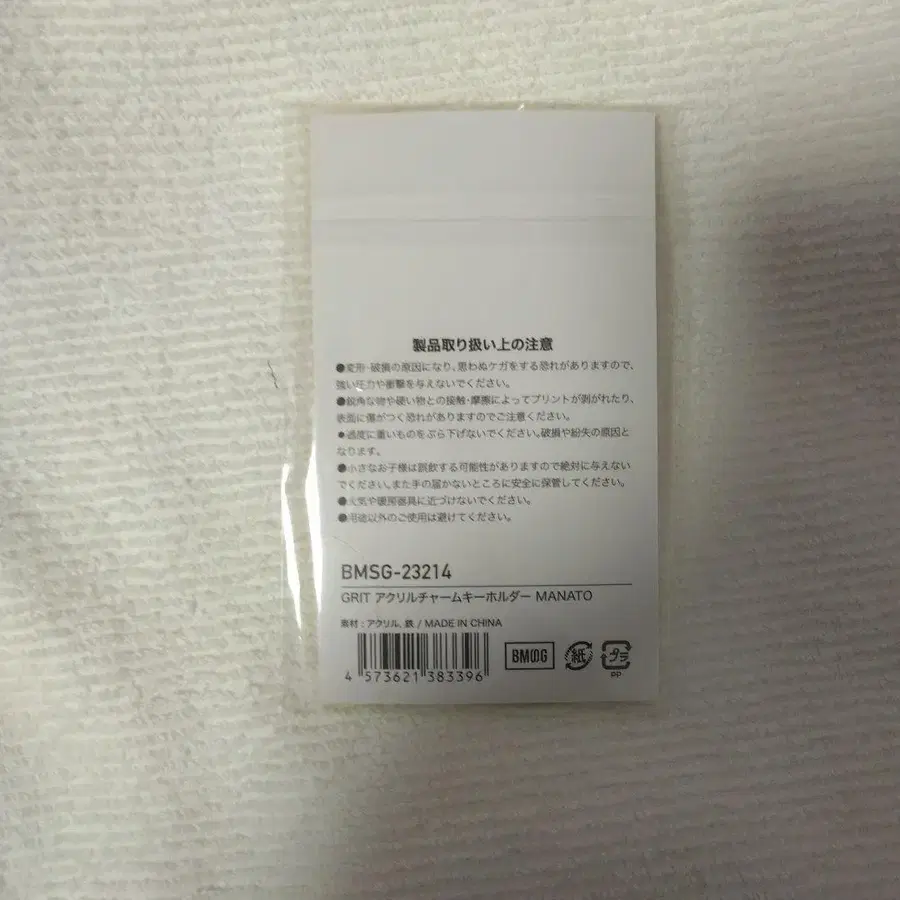 製品取り扱い上の注意
●変形・破損の原因になり、思わぬケガをする恐れがありますので、
強い圧力や衝撃を与えないでください。
●鋭角な物や硬い物との接触・摩擦によってプリントが剥がれたり、
表面に傷がつく恐れがありますのでご注意ください。
●過度に重いものをぶら下げないでください。破損や紛失の原因と
なります。
●小さなお子様は誤飲する可能性がありますので絶対に与えない
でください。また手の届かないところに安全に保管してください。
●火気や暖房器具に近づけないでください。
●用途以外のご使用は避けてください。
BMSG-23214
GRIT アクリルチャームキーホルダー MANATO
素材 : アクリル、鉄 / MADE IN CHINA
4 573621 383396
BMSG
紙
プラ
PP